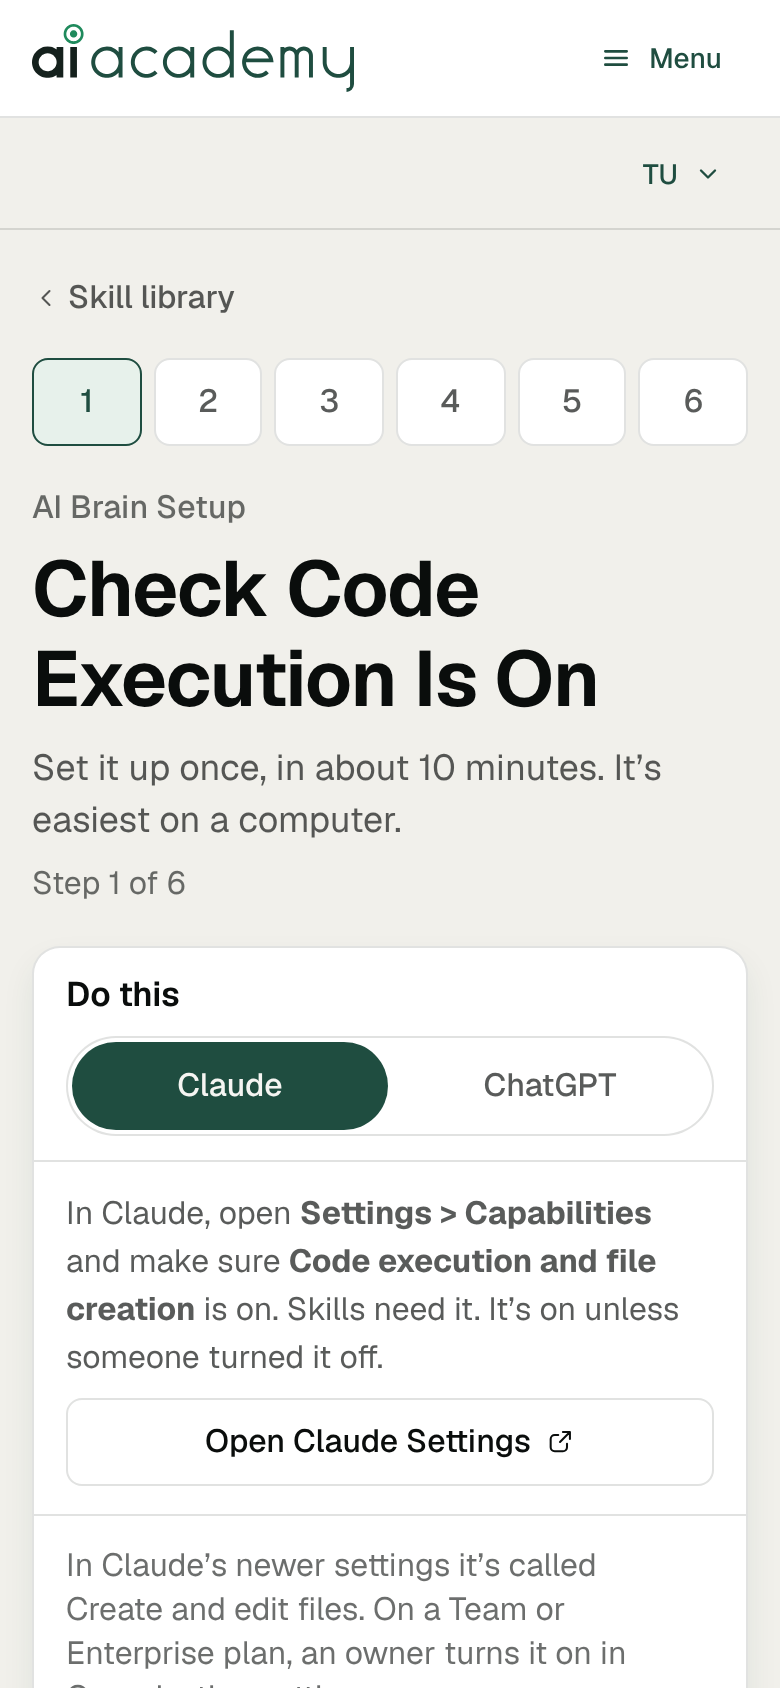 ai academy
Menu
TU
Skill library
1 2 3 4 5 6
AI Brain Setup
Check Code
Execution Is On
Set it up once, in about 10 minutes. It’s
easiest on a computer.
Step 1 of 6
Do this
Claude ChatGPT
In Claude, open Settings > Capabilities
and make sure Code execution and file
creation is on. Skills need it. It’s on unless
someone turned it off.
Open Claude Settings
In Claude’s newer settings it’s called
Create and edit files. On a Team or
Enterprise plan, an owner turns it on in